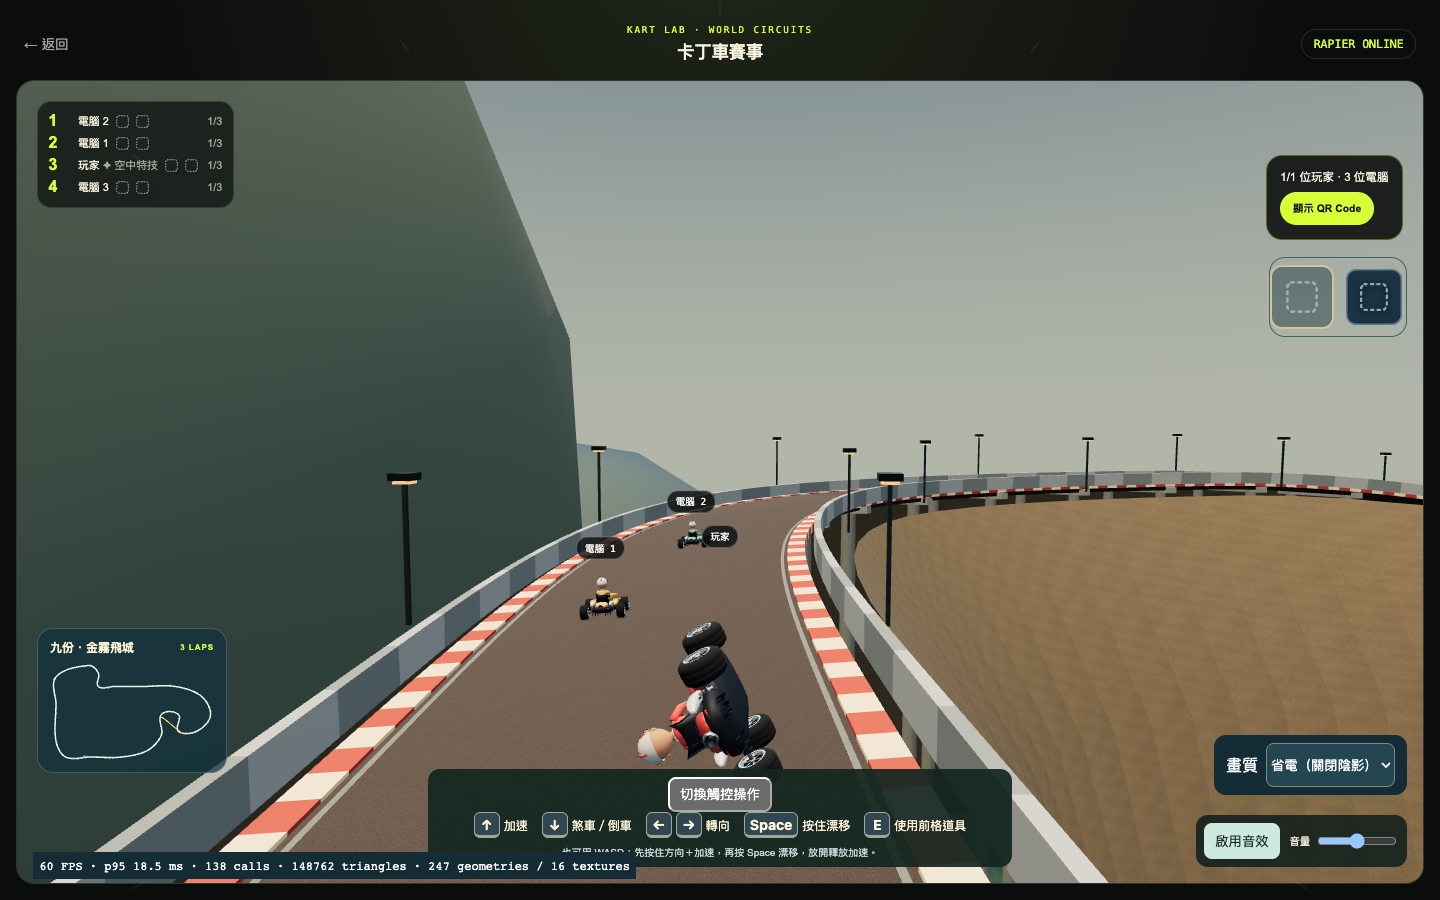 ← 返回
KART LAB · WORLD CIRCUITS
卡丁車賽事
RAPIER ONLINE
1 電腦 2 1/3
2 電腦 1 1/3
3 玩家 ✦ 空中特技 1/3
4 電腦 3 1/3
1/1 位玩家 · 3 位電腦
顯示 QR Code
電腦 2
玩家
電腦 1
九份 · 金霧飛城 3 LAPS
畫質 省電（關閉陰影）
切換觸控操作
↑ 加速 ↓ 煞車 / 倒車 ← → 轉向 Space 按住漂移 E 使用前格道具
也可用 WASD；先按住方向＋加速，再按 Space 漂移，放開釋放加速。
啟用音效 音量
60 FPS · p95 18.5 ms · 138 calls · 148762 triangles · 247 geometries / 16 textures